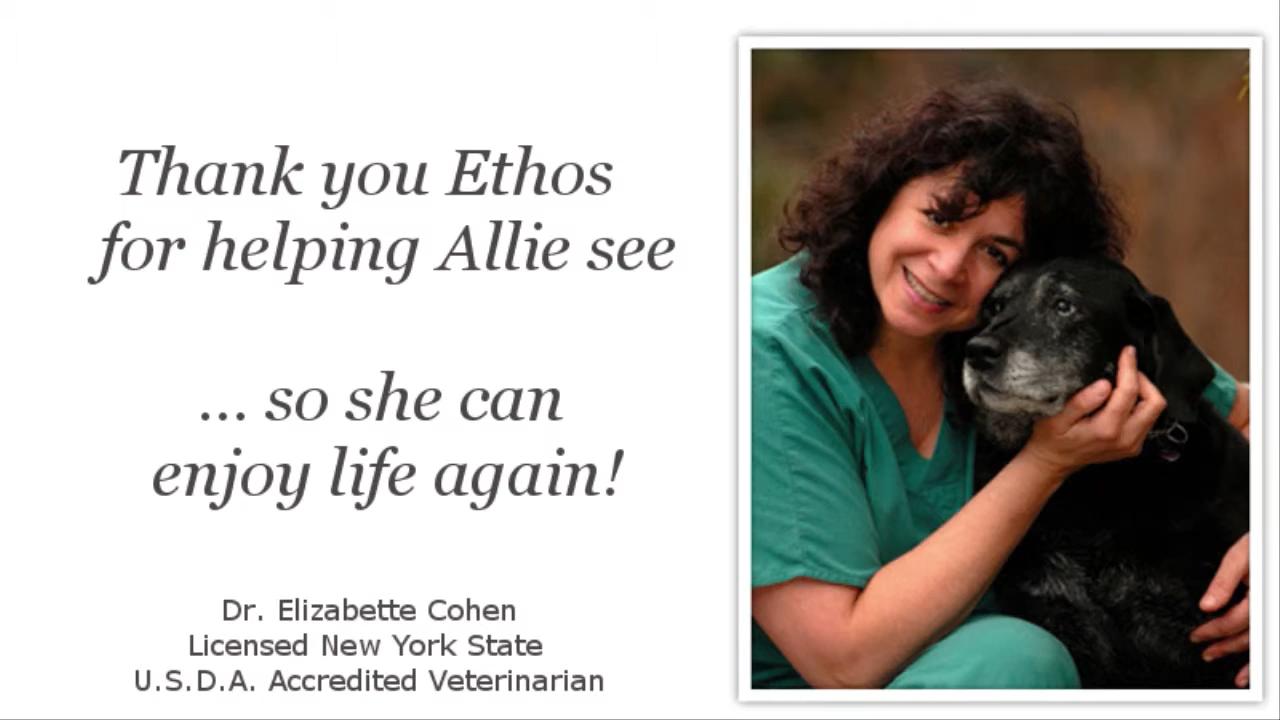 Thank you Ethos
for helping Allie see
... so she can
enjoy life again!
Dr. Elizabette Cohen
Licensed New York State
U.S.D.A. Accredited Veterinarian